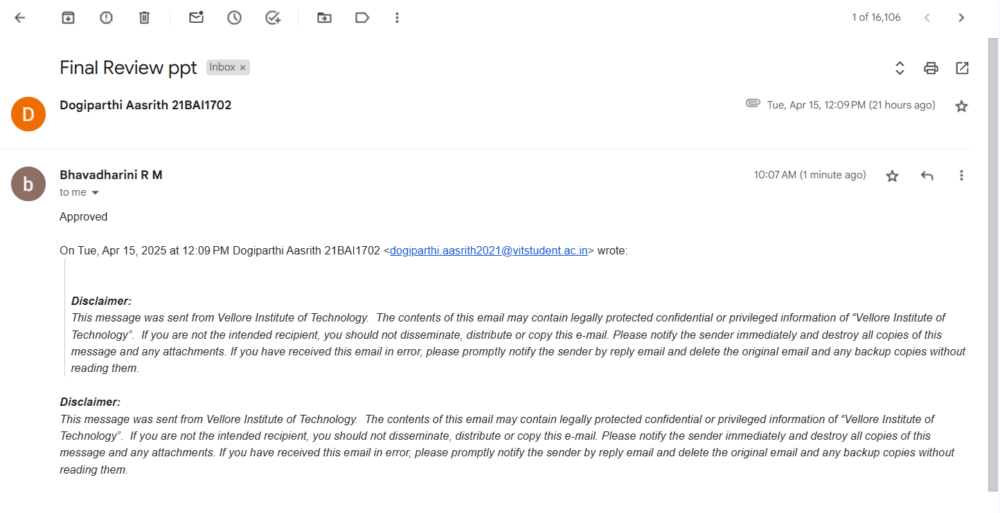 1 of 16,106
Final Review ppt Inbox ×
D
Dogiparthi Aasrith 21BAI1702 Tue, Apr 15, 12:09 PM (21 hours ago)
b
Bhavadharini R M 10:07 AM (1 minute ago)
to me
Approved
On Tue, Apr 15, 2025 at 12:09 PM Dogiparthi Aasrith 21BAI1702 <dogiparthi.aasrith2021@vitstudent.ac.in> wrote:
Disclaimer:
This message was sent from Vellore Institute of Technology.  The contents of this email may contain legally protected confidential or privileged information of “Vellore Institute of
Technology”.  If you are not the intended recipient, you should not disseminate, distribute or copy this e-mail. Please notify the sender immediately and destroy all copies of this
message and any attachments. If you have received this email in error, please promptly notify the sender by reply email and delete the original email and any backup copies without
reading them.
Disclaimer:
This message was sent from Vellore Institute of Technology.  The contents of this email may contain legally protected confidential or privileged information of “Vellore Institute of
Technology”.  If you are not the intended recipient, you should not disseminate, distribute or copy this e-mail. Please notify the sender immediately and destroy all copies of this
message and any attachments. If you have received this email in error, please promptly notify the sender by reply email and delete the original email and any backup copies without
reading them.